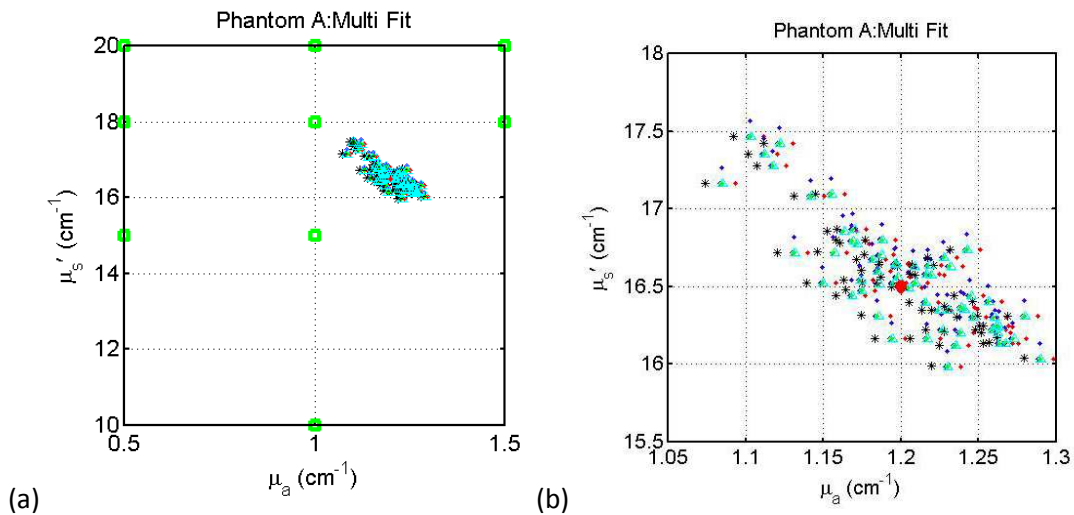 Phantom A:Multi Fit
20
18
16
14
12
10
0.5
1
1.5
μs′ (cm-1)
μa (cm-1)
(a)
Phantom A:Multi Fit
18
17.5
17
16.5
16
15.5
1.05
1.1
1.15
1.2
1.25
1.3
μs′ (cm-1)
μa (cm-1)
(b)